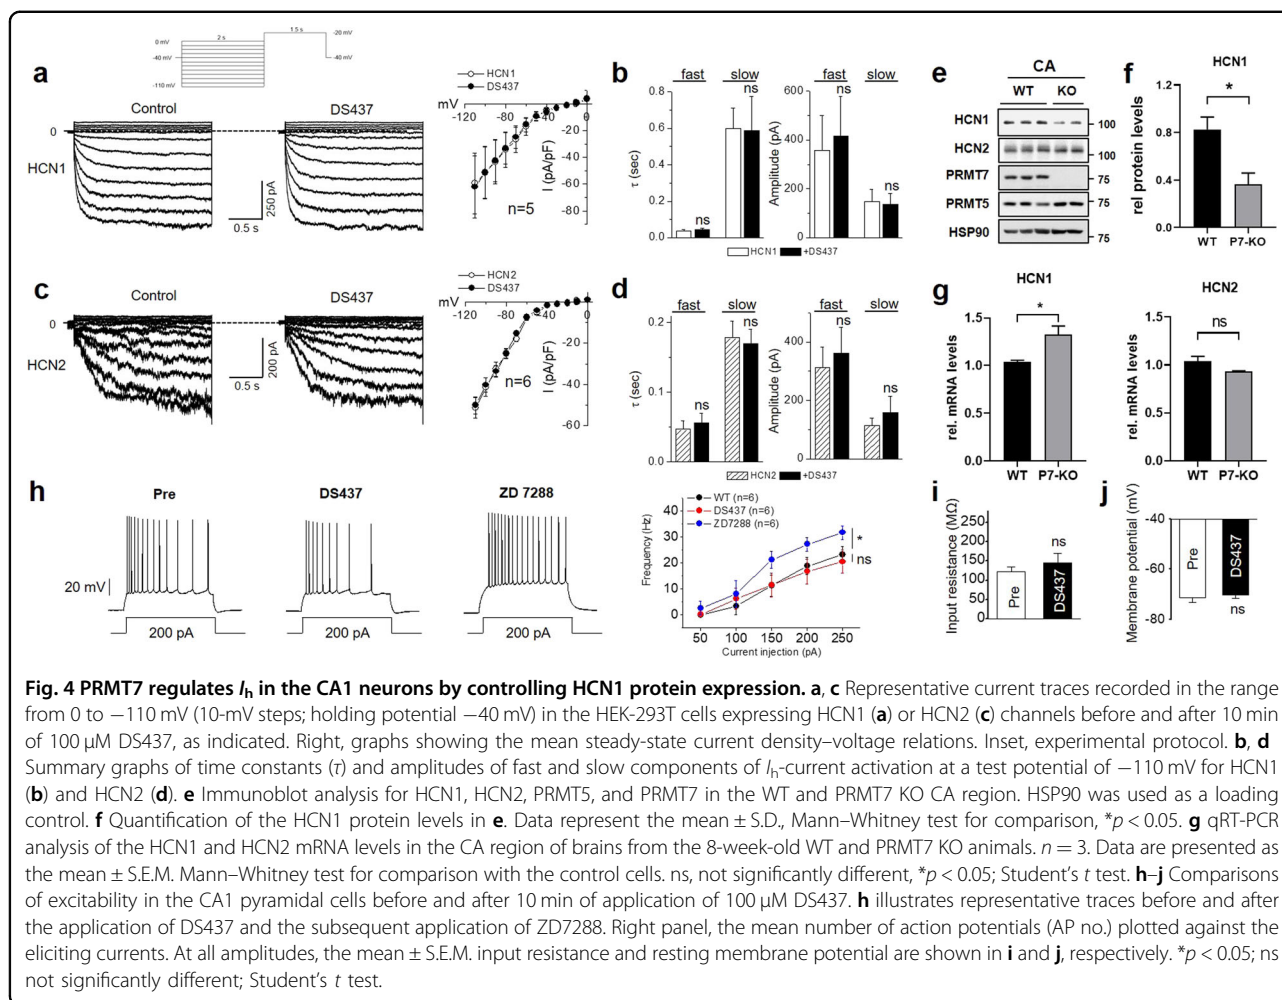 2 s
1.5 s
-20 mV
0 mV
-40 mV
-40 mV
-110 mV
a
Control
DS437
0
HCN1
250 pA
0.5 s
HCN1
DS437
mV
-120 -80 -40 0
0
-20
-40
-60
-80
I (pA/pF)
n=5
b
fast slow fast slow
0.8
0.6
0.4
0.2
0.0
τ (sec)
ns
ns
600
400
200
0
Amplitude (pA)
ns
ns
HCN1 +DS437
c
Control
DS437
0
HCN2
200 pA
0.5 s
HCN2
DS437
mV
-120 -80 -40 0
0
-20
-40
-60
I (pA/pF)
n=6
d
fast slow fast slow
0.2
0.1
0.0
τ (sec)
ns
ns
400
200
0
Amplitude (pA)
ns
ns
HCN2 +DS437
e
CA
WT KO
HCN1
100
HCN2
100
PRMT7
75
PRMT5
75
HSP90
75
f
HCN1
rel protein levels
1.2
0.8
0.4
0.0
*
WT P7-KO
g
HCN1
rel. mRNA levels
1.5
1.0
0.5
0.0
*
WT P7-KO
HCN2
rel. mRNA levels
1.5
1.0
0.5
0.0
ns
WT P7-KO
h
Pre
DS437
ZD 7288
20 mV
200 pA
200 pA
200 pA
WT (n=6)
DS437 (n=6)
ZD7288 (n=6)
Frequency (Hz)
40
30
20
10
0
*
ns
50 100 150 200 250
Current injection (pA)
i
Input resistance (MΩ)
250
200
150
100
50
0
Pre
DS437
ns
j
Membrane potential (mV)
-40
-60
-80
Pre
DS437
ns
Fig. 4 PRMT7 regulates Ih in the CA1 neurons by controlling HCN1 protein expression. a, c Representative current traces recorded in the range
from 0 to −110 mV (10-mV steps; holding potential −40 mV) in the HEK-293T cells expressing HCN1 (a) or HCN2 (c) channels before and after 10 min
of 100 µM DS437, as indicated. Right, graphs showing the mean steady-state current density–voltage relations. Inset, experimental protocol. b, d
Summary graphs of time constants (τ) and amplitudes of fast and slow components of Ih-current activation at a test potential of −110 mV for HCN1
(b) and HCN2 (d). e Immunoblot analysis for HCN1, HCN2, PRMT5, and PRMT7 in the WT and PRMT7 KO CA region. HSP90 was used as a loading
control. f Quantification of the HCN1 protein levels in e. Data represent the mean ± S.D., Mann–Whitney test for comparison, *p < 0.05. g qRT-PCR
analysis of the HCN1 and HCN2 mRNA levels in the CA region of brains from the 8-week-old WT and PRMT7 KO animals. n = 3. Data are presented as
the mean ± S.E.M. Mann–Whitney test for comparison with the control cells. ns, not significantly different, *p < 0.05; Student's t test. h–j Comparisons
of excitability in the CA1 pyramidal cells before and after 10 min of application of 100 µM DS437. h illustrates representative traces before and after
the application of DS437 and the subsequent application of ZD7288. Right panel, the mean number of action potentials (AP no.) plotted against the
eliciting currents. At all amplitudes, the mean ± S.E.M. input resistance and resting membrane potential are shown in i and j, respectively. *p < 0.05; ns
not significantly different; Student's t test.